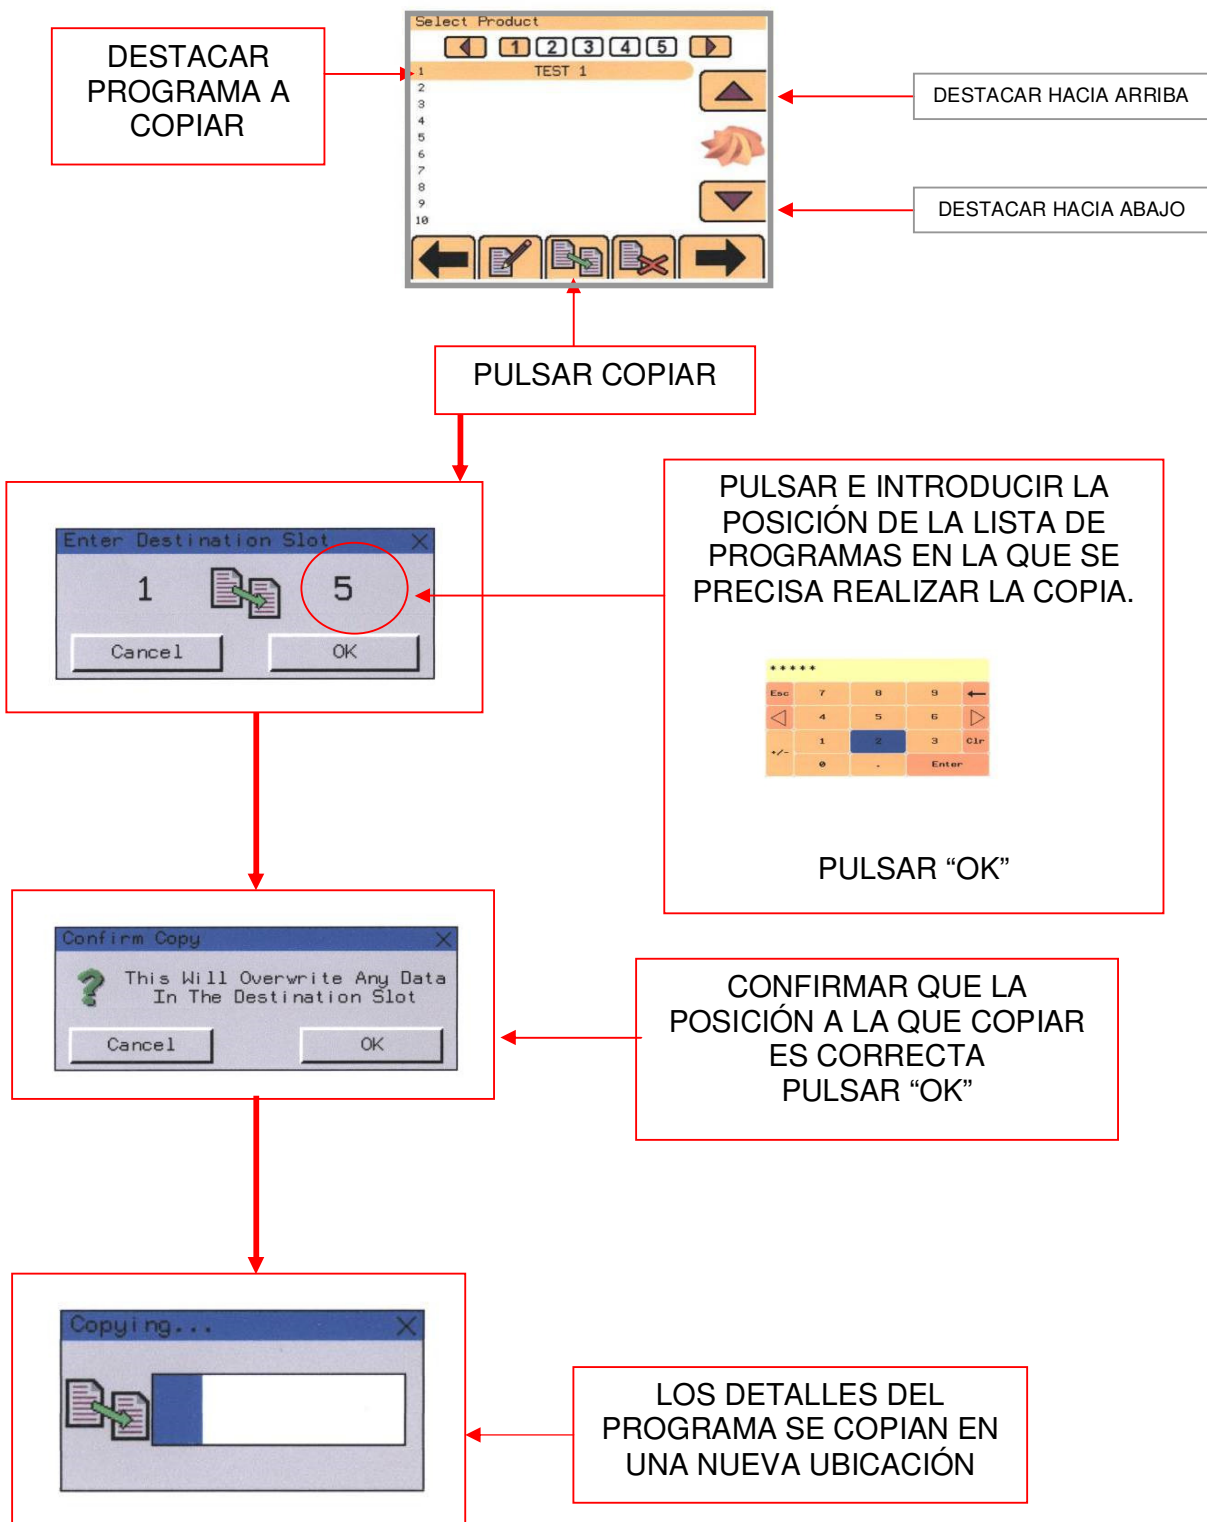 DESTACAR
PROGRAMA A
COPIAR
Select Product
1 2 3 4 5
1 TEST 1
2
3
4
5
6
7
8
9
10
DESTACAR HACIA ARRIBA
DESTACAR HACIA ABAJO
PULSAR COPIAR
Enter Destination Slot X
1 5
Cancel OK
PULSAR E INTRODUCIR LA
POSICIÓN DE LA LISTA DE
PROGRAMAS EN LA QUE SE
PRECISA REALIZAR LA COPIA.
*****
Esc 7 8 9
4 5 6
+/- 1 2 3 Clr
0 . Enter
PULSAR “OK”
Confirm Copy X
? This Will Overwrite Any Data
In The Destination Slot
Cancel OK
CONFIRMAR QUE LA
POSICIÓN A LA QUE COPIAR
ES CORRECTA
PULSAR “OK”
Copying... X
LOS DETALLES DEL
PROGRAMA SE COPIAN EN
UNA NUEVA UBICACIÓN